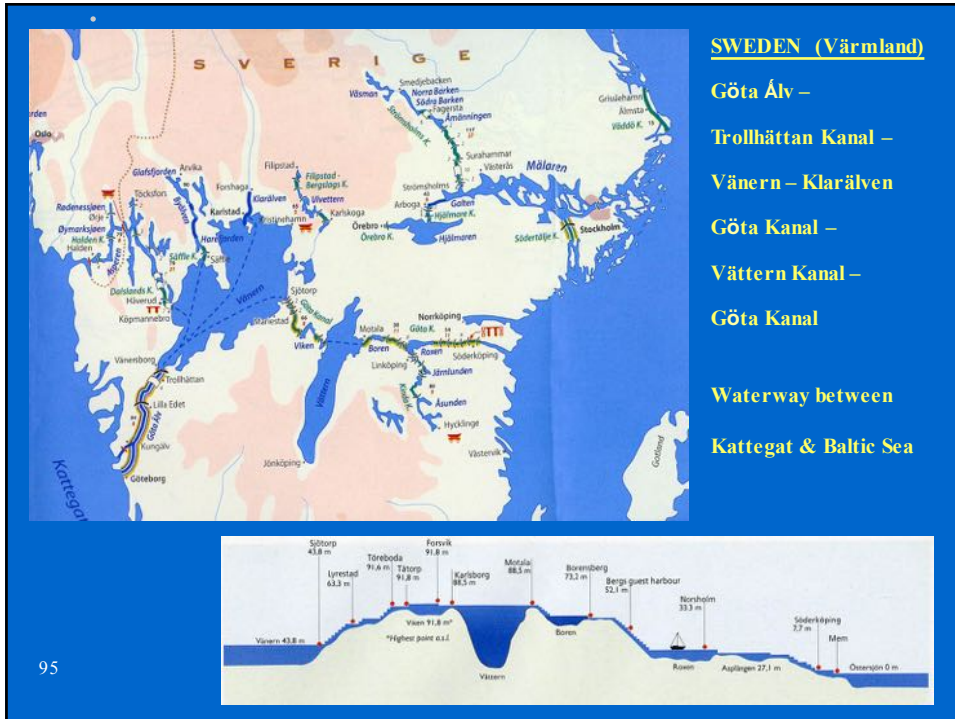 SWEDEN (Värmland)
Göta Álv –
Trollhättan Kanal –
Vänern – Klarälven
Göta Kanal –
Vättern Kanal –
Göta Kanal
Waterway between
Kattegat & Baltic Sea
SVERIGE
Smedjebacken
Norra Barken
Södra Barken
Väsman
Fagersta
Åmänningen
Strömsholms K.
Grisslehamn
Älmsta
Väddö K.
Oslo
Surahammar
Västerås
Mälaren
Glafsfjorden
Arvika
Filipstad
Filipstad -
Bergslags K.
Töcksfors
Forshaga
Klarälven
Ulvettern
Strömsholms
Rødenessjøen
Ørje
Byälven
Karlstad
Kristinehamn
Karlskoga
Arboga
Galten
Hjälmare K.
Øymarksjøen
Halden K.
Halden
Harefjorden
Örebro
Örebro K.
Hjälmaren
Södertälje K.
Stockholm
Säffle K.
Säffle
Dalslands K.
Håverud
Köpmannebro
Vänern
Sjötorp
Mariestad
Göta Kanal
Viken
Norrköping
Motala
Göta K.
Boren
Roxen
Söderköping
Linköping
Vänersborg
Trollhättan
Järnlunden
Kinda K.
Åsunden
Lilla Edet
Göta Älv
Vättern
Hycklinge
Kungälv
Västervik
Göteborg
Jönköping
Gotland
Kattegat
Sjötorp
43,8 m
Lyrestad
63,3 m
Töreboda
91,6 m
Tåtorp
91,8 m
Forsvik
91,8 m
Karlsborg
88,5 m
Motala
88,5 m
Borensberg
73,2 m
Bergs guest harbour
52,1 m
Norsholm
33,3 m
Söderköping
7,7 m
Mem
Vänern 43,8 m
Viken 91,8 m*
*Highest point a.s.l.
Vättern
Boren
Roxen
Asplången 27,1 m
Östersjön 0 m
95